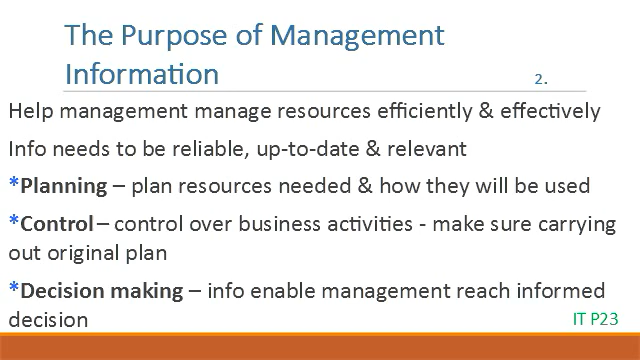 The Purpose of Management
Information
2.
Help management manage resources efficiently & effectively
Info needs to be reliable, up-to-date & relevant
*Planning – plan resources needed & how they will be used
*Control – control over business activities - make sure carrying
out original plan
*Decision making – info enable management reach informed
decision
IT P23